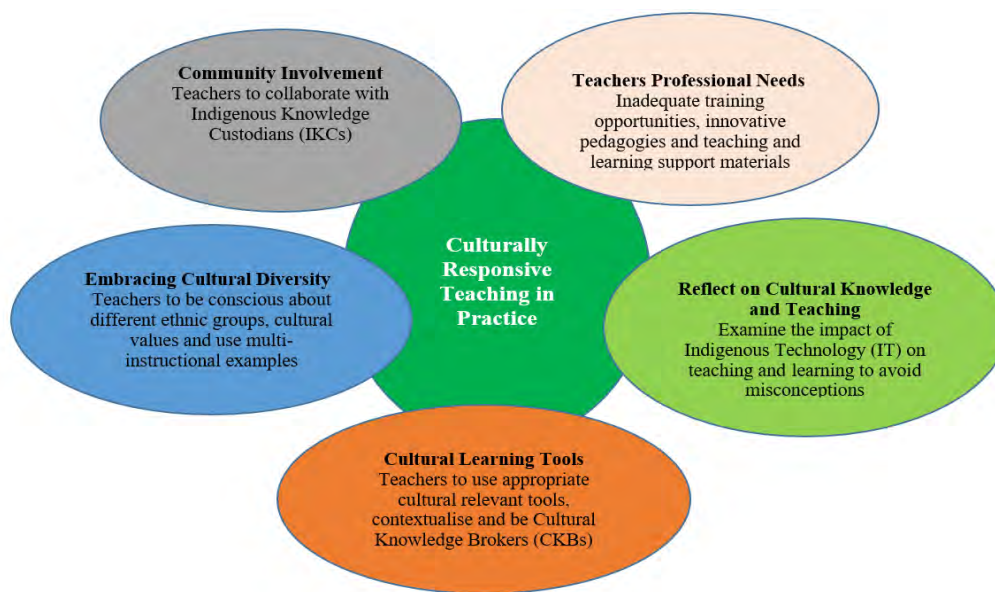 Community Involvement
Teachers to collaborate with
Indigenous Knowledge
Custodians (IKCs)
Teachers Professional Needs
Inadequate training
opportunities, innovative
pedagogies and teaching and
learning support materials
Culturally
Responsive
Teaching in
Practice
Embracing Cultural Diversity
Teachers to be conscious about
different ethnic groups, cultural
values and use multi-
instructional examples
Reflect on Cultural Knowledge
and Teaching
Examine the impact of
Indigenous Technology (IT) on
teaching and learning to avoid
misconceptions
Cultural Learning Tools
Teachers to use appropriate
cultural relevant tools,
contextualise and be Cultural
Knowledge Brokers (CKBs)